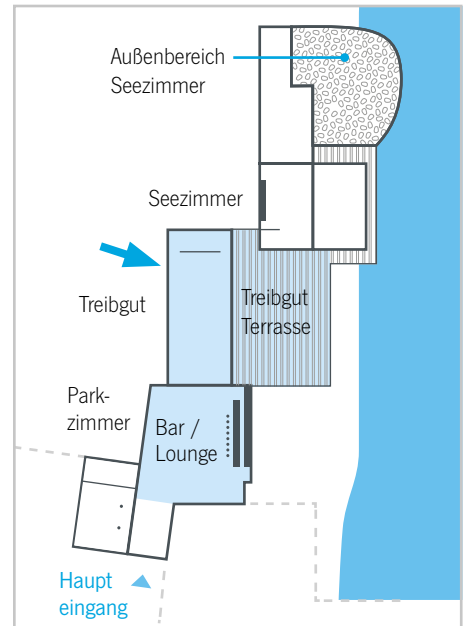 Außenbereich
Seezimmer
Seezimmer
Treibgut
Treibgut
Terrasse
Park-
zimmer
Bar /
Lounge
Haupt
eingang